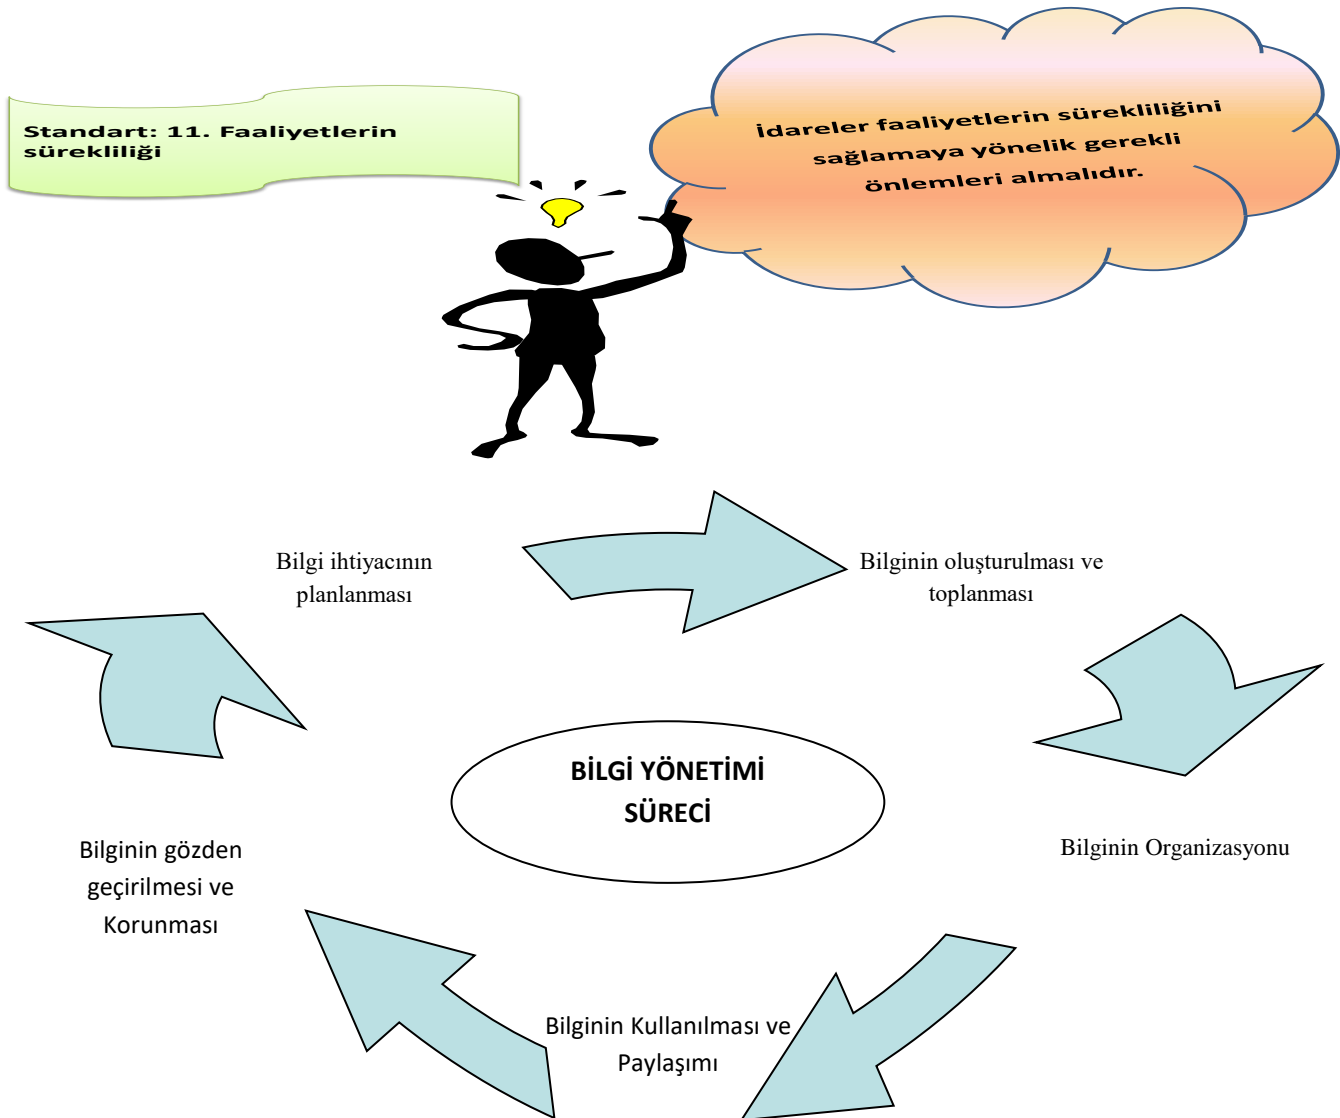 Standart: 11. Faaliyetlerin
sürekliliği
İdareler faaliyetlerin sürekliliğini
sağlamaya yönelik gerekli
önlemleri almalıdır.
Bilgi ihtiyacının
planlanması
Bilginin oluşturulması ve
toplanması
BİLGİ YÖNETİMİ
SÜRECİ
Bilginin gözden
geçirilmesi ve
Korunması
Bilginin Organizasyonu
Bilginin Kullanılması ve
Paylaşımı